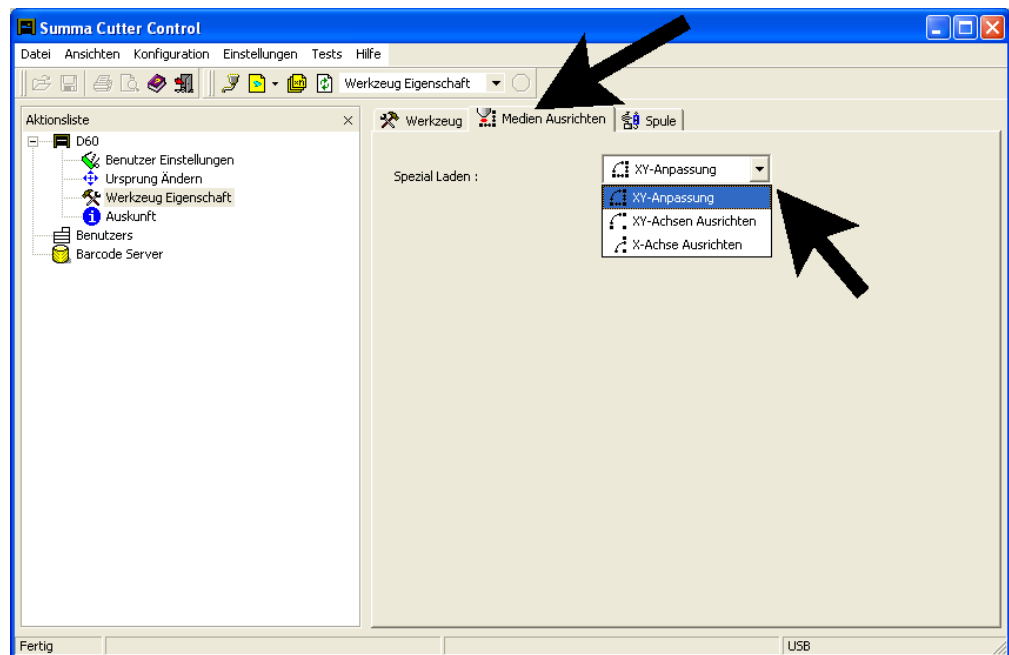 Summa Cutter Control
Datei Ansichten Konfiguration Einstellungen Tests Hilfe
Werkzeug Eigenschaft
Aktionsliste
Werkzeug Medien Ausrichten Spule
D60
Benutzer Einstellungen
Ursprung Ändern
Werkzeug Eigenschaft
Auskunft
Benutzers
Barcode Server
Spezial Laden :
XY-Anpassung
XY-Anpassung
XY-Achsen Ausrichten
X-Achse Ausrichten
Fertig
USB